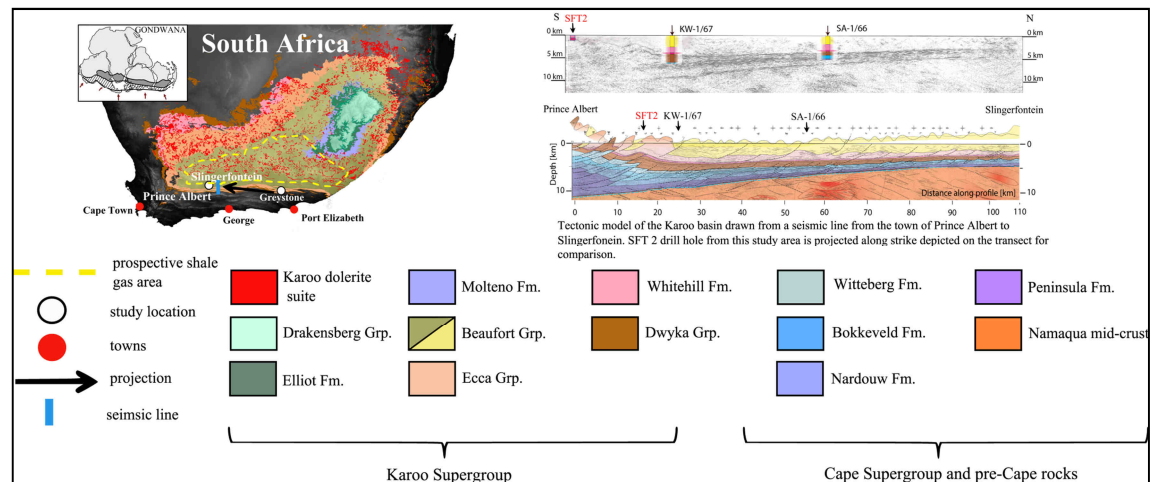 GONDWANA
South Africa
Slingerfontein
Prince Albert
Greystone
Cape Town
George
Port Elizabeth
S
N
SFT2
KW-1/67
SA-1/66
0 km
5 km
10 km
0 km
5 km
10 km
Prince Albert
Slingerfontein
SFT2
KW-1/67
SA-1/66
Depth [km]
0
10
0
10
Distance along profile [km]
0 10 20 30 40 50 60 70 80 90 100 110
Tectonic model of the Karoo basin drawn from a seismic line from the town of Prince Albert to
Slingerfonein. SFT 2 drill hole from this study area is projected along strike depicted on the transect for
comparison.
prospective shale
gas area
study location
towns
projection
seimsic line
Karoo dolerite
suite
Drakensberg Grp.
Elliot Fm.
Molteno Fm.
Beaufort Grp.
Ecca Grp.
Whitehill Fm.
Dwyka Grp.
Witteberg Fm.
Bokkeveld Fm.
Nardouw Fm.
Peninsula Fm.
Namaqua mid-crust
Karoo Supergroup
Cape Supergroup and pre-Cape rocks